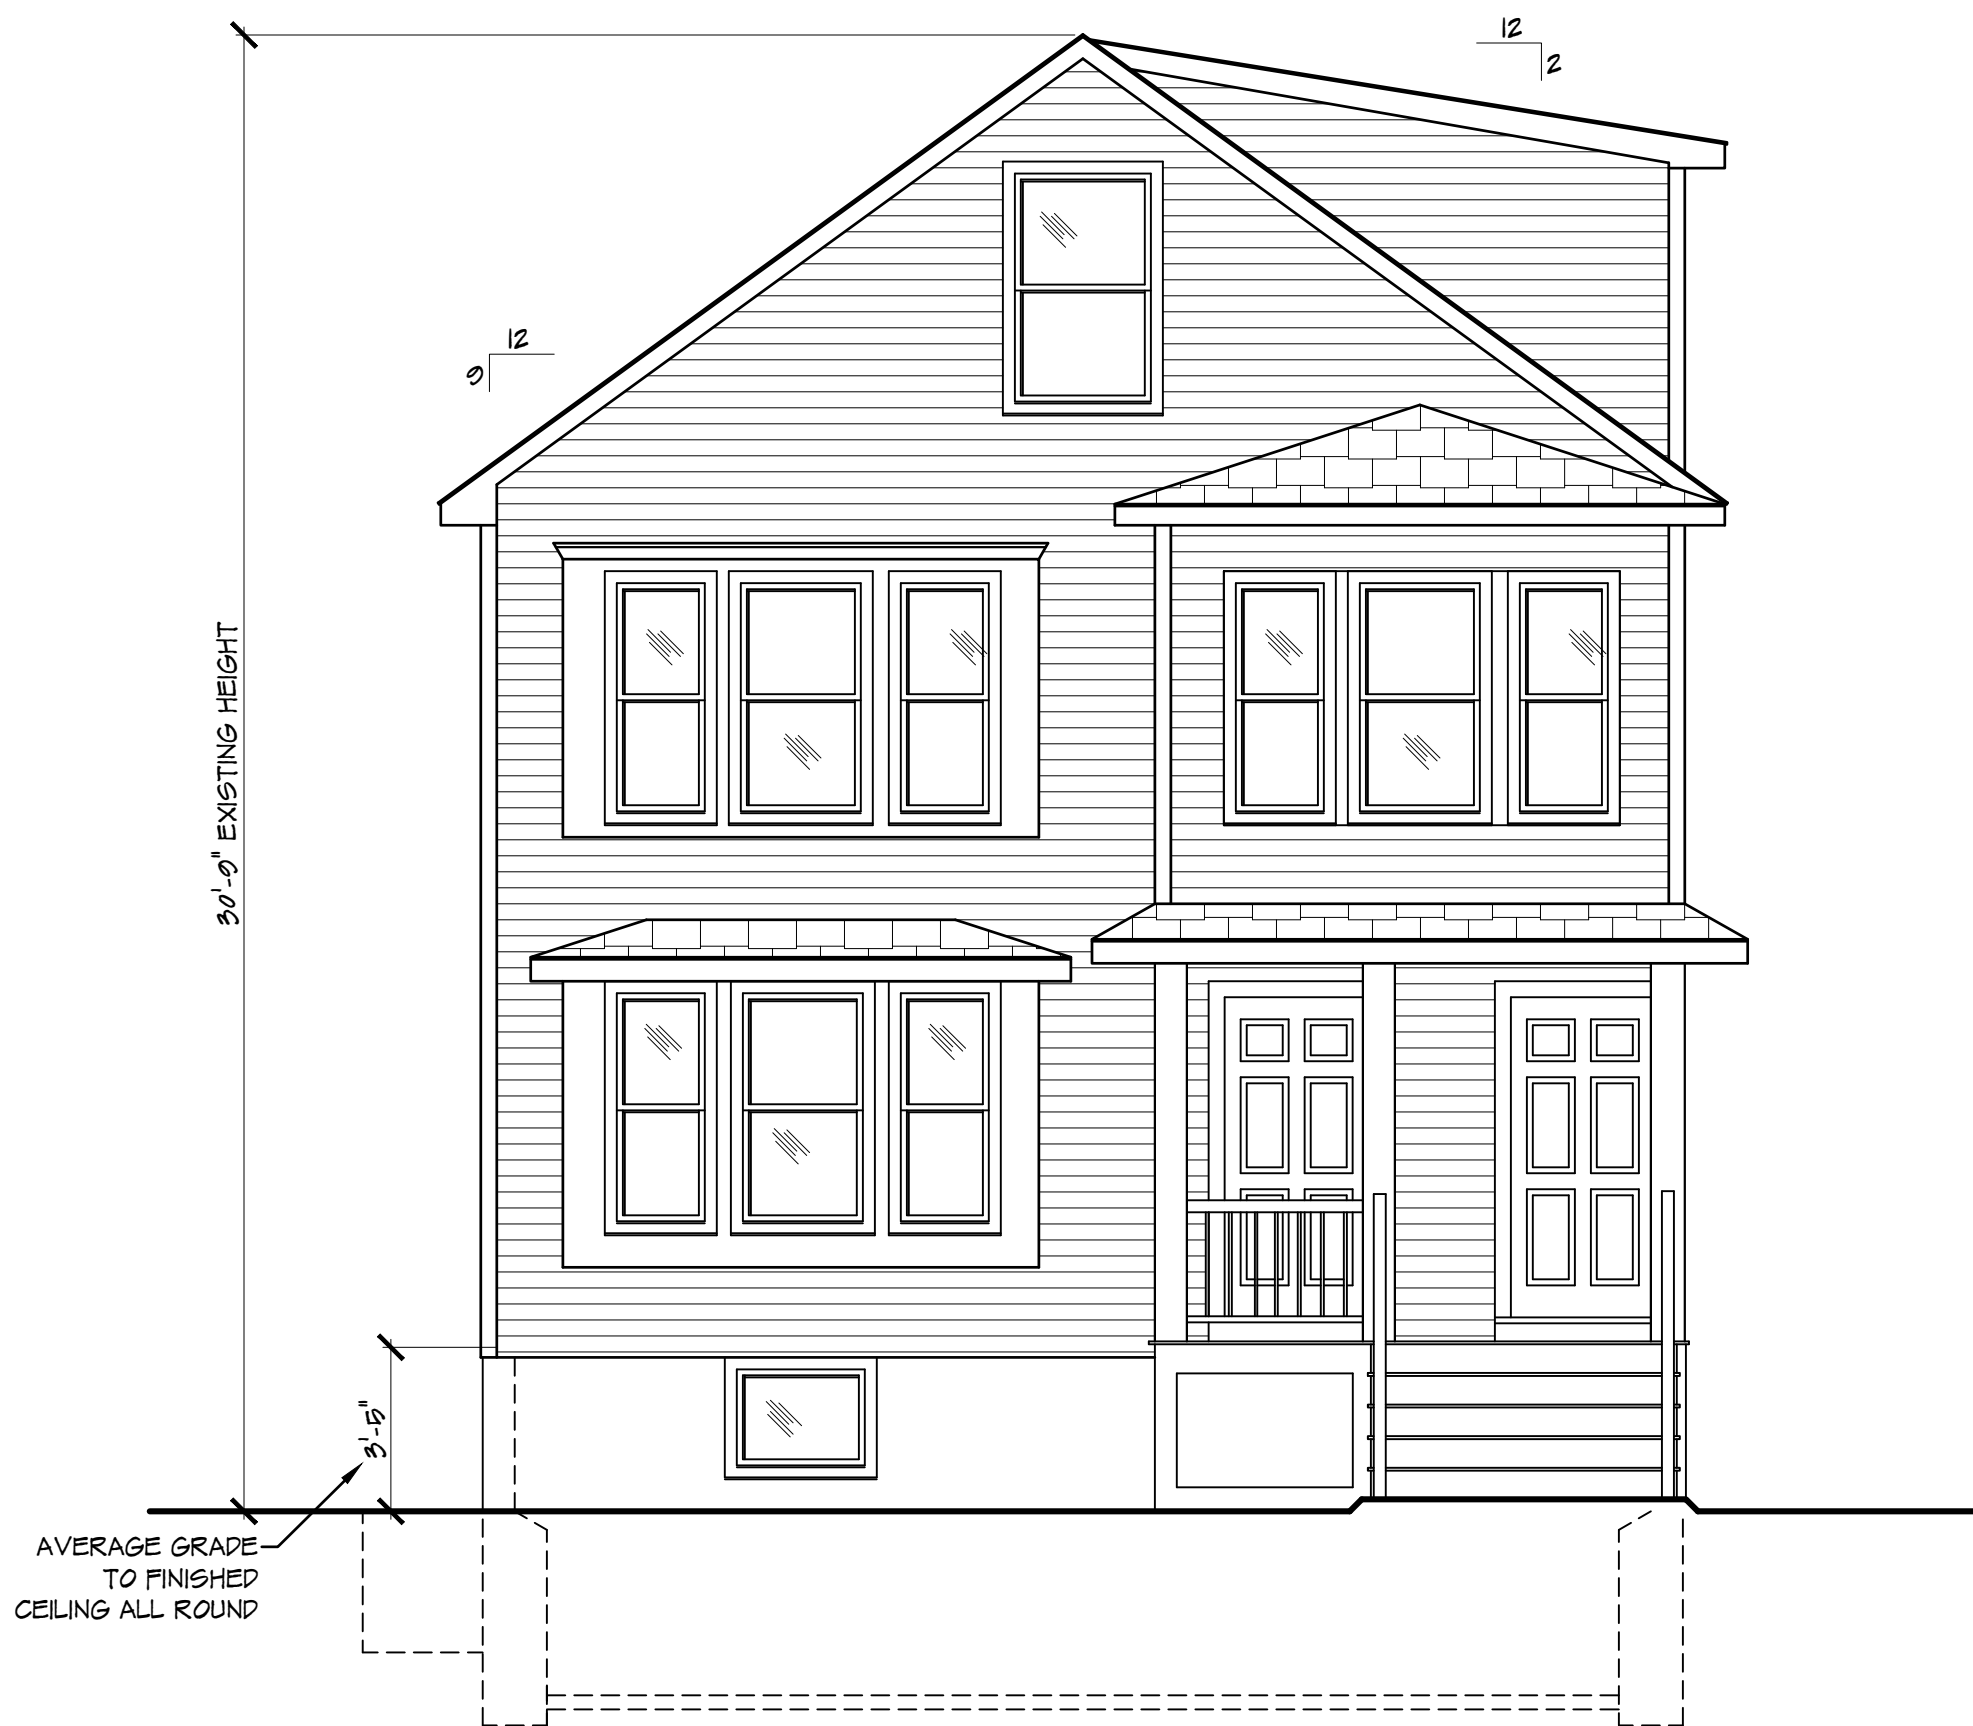 12
2
12
9
30'-9" EXISTING HEIGHT
3'-5"
AVERAGE GRADE
TO FINISHED
CEILING ALL ROUND